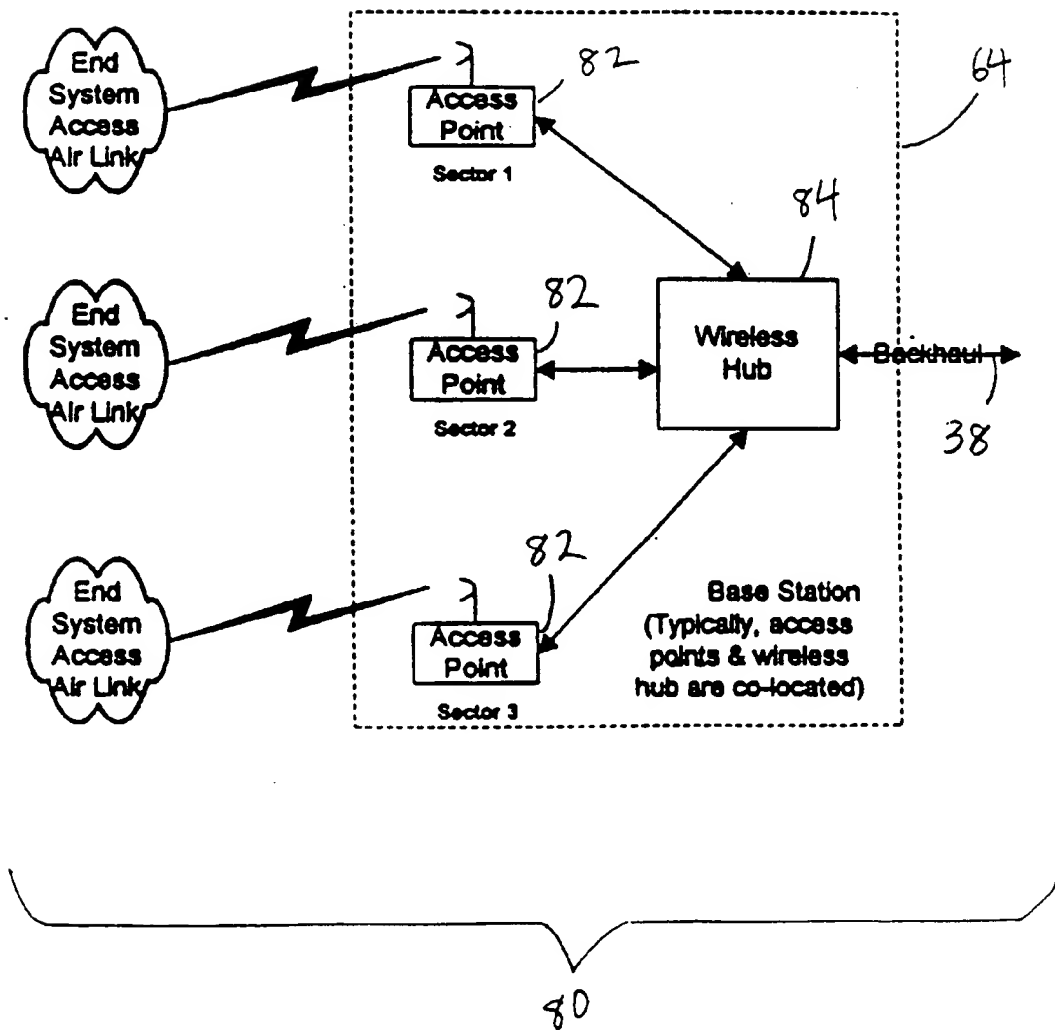 End
System
Access
Air Link
Access
Point
Sector 1
82
64
84
End
System
Access
Air Link
Access
Point
Sector 2
82
Wireless
Hub
Backhaul
38
End
System
Access
Air Link
Access
Point
Sector 3
82
Base Station
(Typically, access
points & wireless
hub are co-located)
80